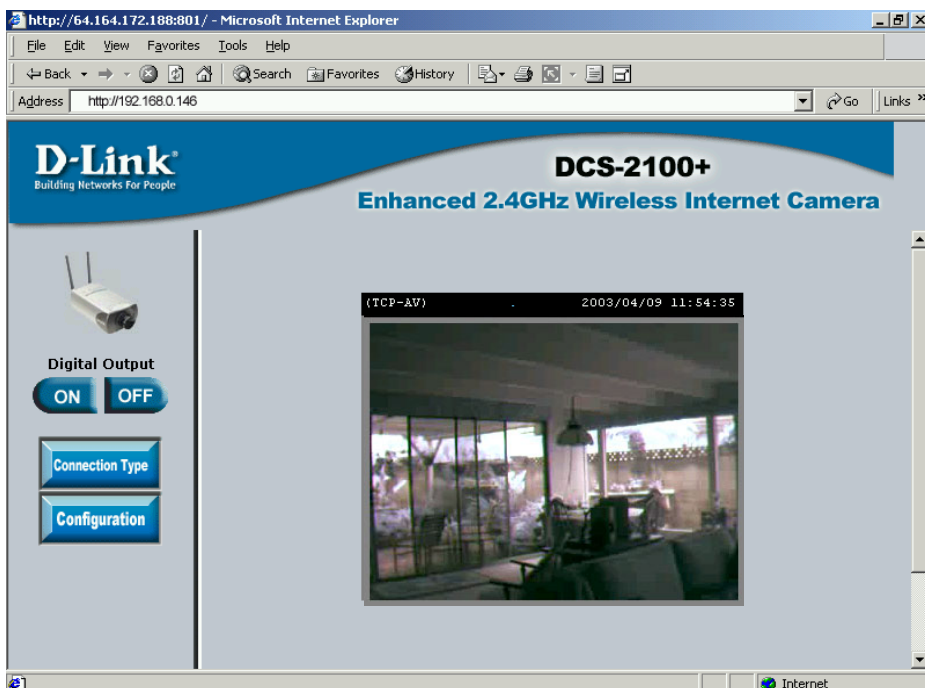 http://64.164.172.188:801/ - Microsoft Internet Explorer
File Edit View Favorites Tools Help
Back Search Favorites History
Address http://192.168.0.146 Go Links »
D-Link®
Building Networks For People
DCS-2100+
Enhanced 2.4GHz Wireless Internet Camera
(TCP-AV) . 2003/04/09 11:54:35
Digital Output
ON OFF
Connection Type
Configuration
Internet